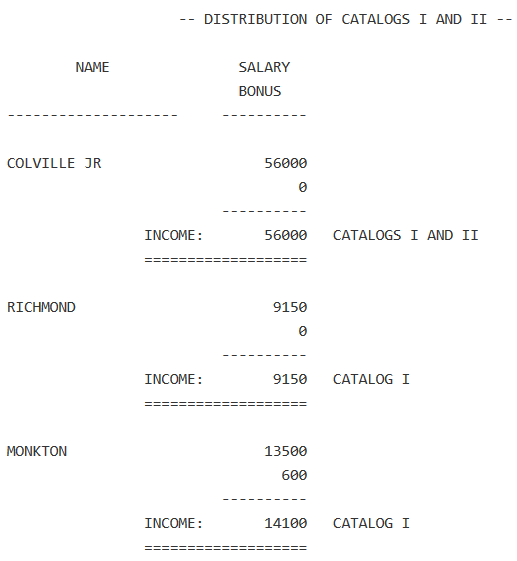 -- DISTRIBUTION OF CATALOGS I AND II --
NAME SALARY
BONUS
-------------------- ----------
COLVILLE JR 56000
0
----------
INCOME: 56000 CATALOGS I AND II
===================
RICHMOND 9150
0
----------
INCOME: 9150 CATALOG I
===================
MONKTON 13500
600
----------
INCOME: 14100 CATALOG I
===================